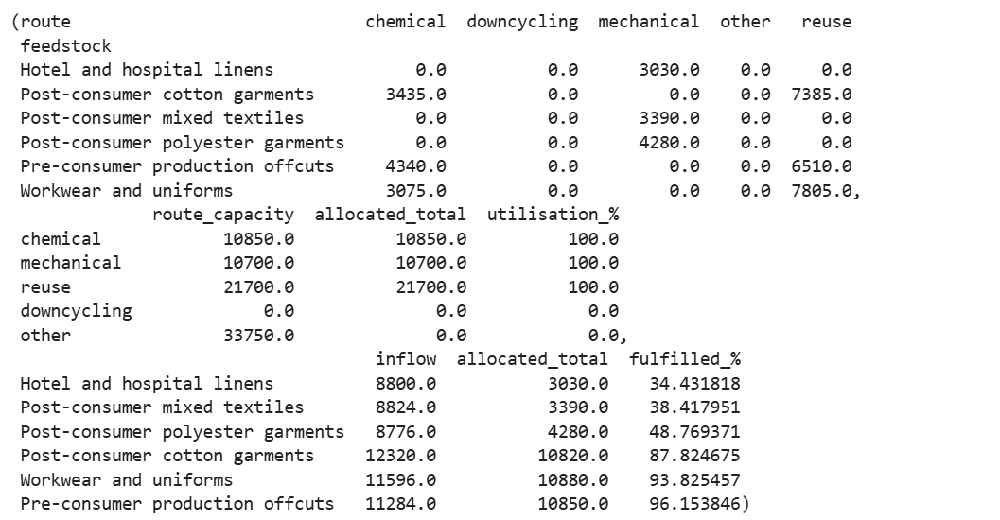 (route chemical downcycling mechanical other reuse
feedstock
Hotel and hospital linens 0.0 0.0 3030.0 0.0 0.0
Post-consumer cotton garments 3435.0 0.0 0.0 0.0 7385.0
Post-consumer mixed textiles 0.0 0.0 3390.0 0.0 0.0
Post-consumer polyester garments 0.0 0.0 4280.0 0.0 0.0
Pre-consumer production offcuts 4340.0 0.0 0.0 0.0 6510.0
Workwear and uniforms 3075.0 0.0 0.0 0.0 7805.0,
route_capacity allocated_total utilisation_%
chemical 10850.0 10850.0 100.0
mechanical 10700.0 10700.0 100.0
reuse 21700.0 21700.0 100.0
downcycling 0.0 0.0 0.0
other 33750.0 0.0 0.0,
inflow allocated_total fulfilled_%
Hotel and hospital linens 8800.0 3030.0 34.431818
Post-consumer mixed textiles 8824.0 3390.0 38.417951
Post-consumer polyester garments 8776.0 4280.0 48.769371
Post-consumer cotton garments 12320.0 10820.0 87.824675
Workwear and uniforms 11596.0 10880.0 93.825457
Pre-consumer production offcuts 11284.0 10850.0 96.153846)